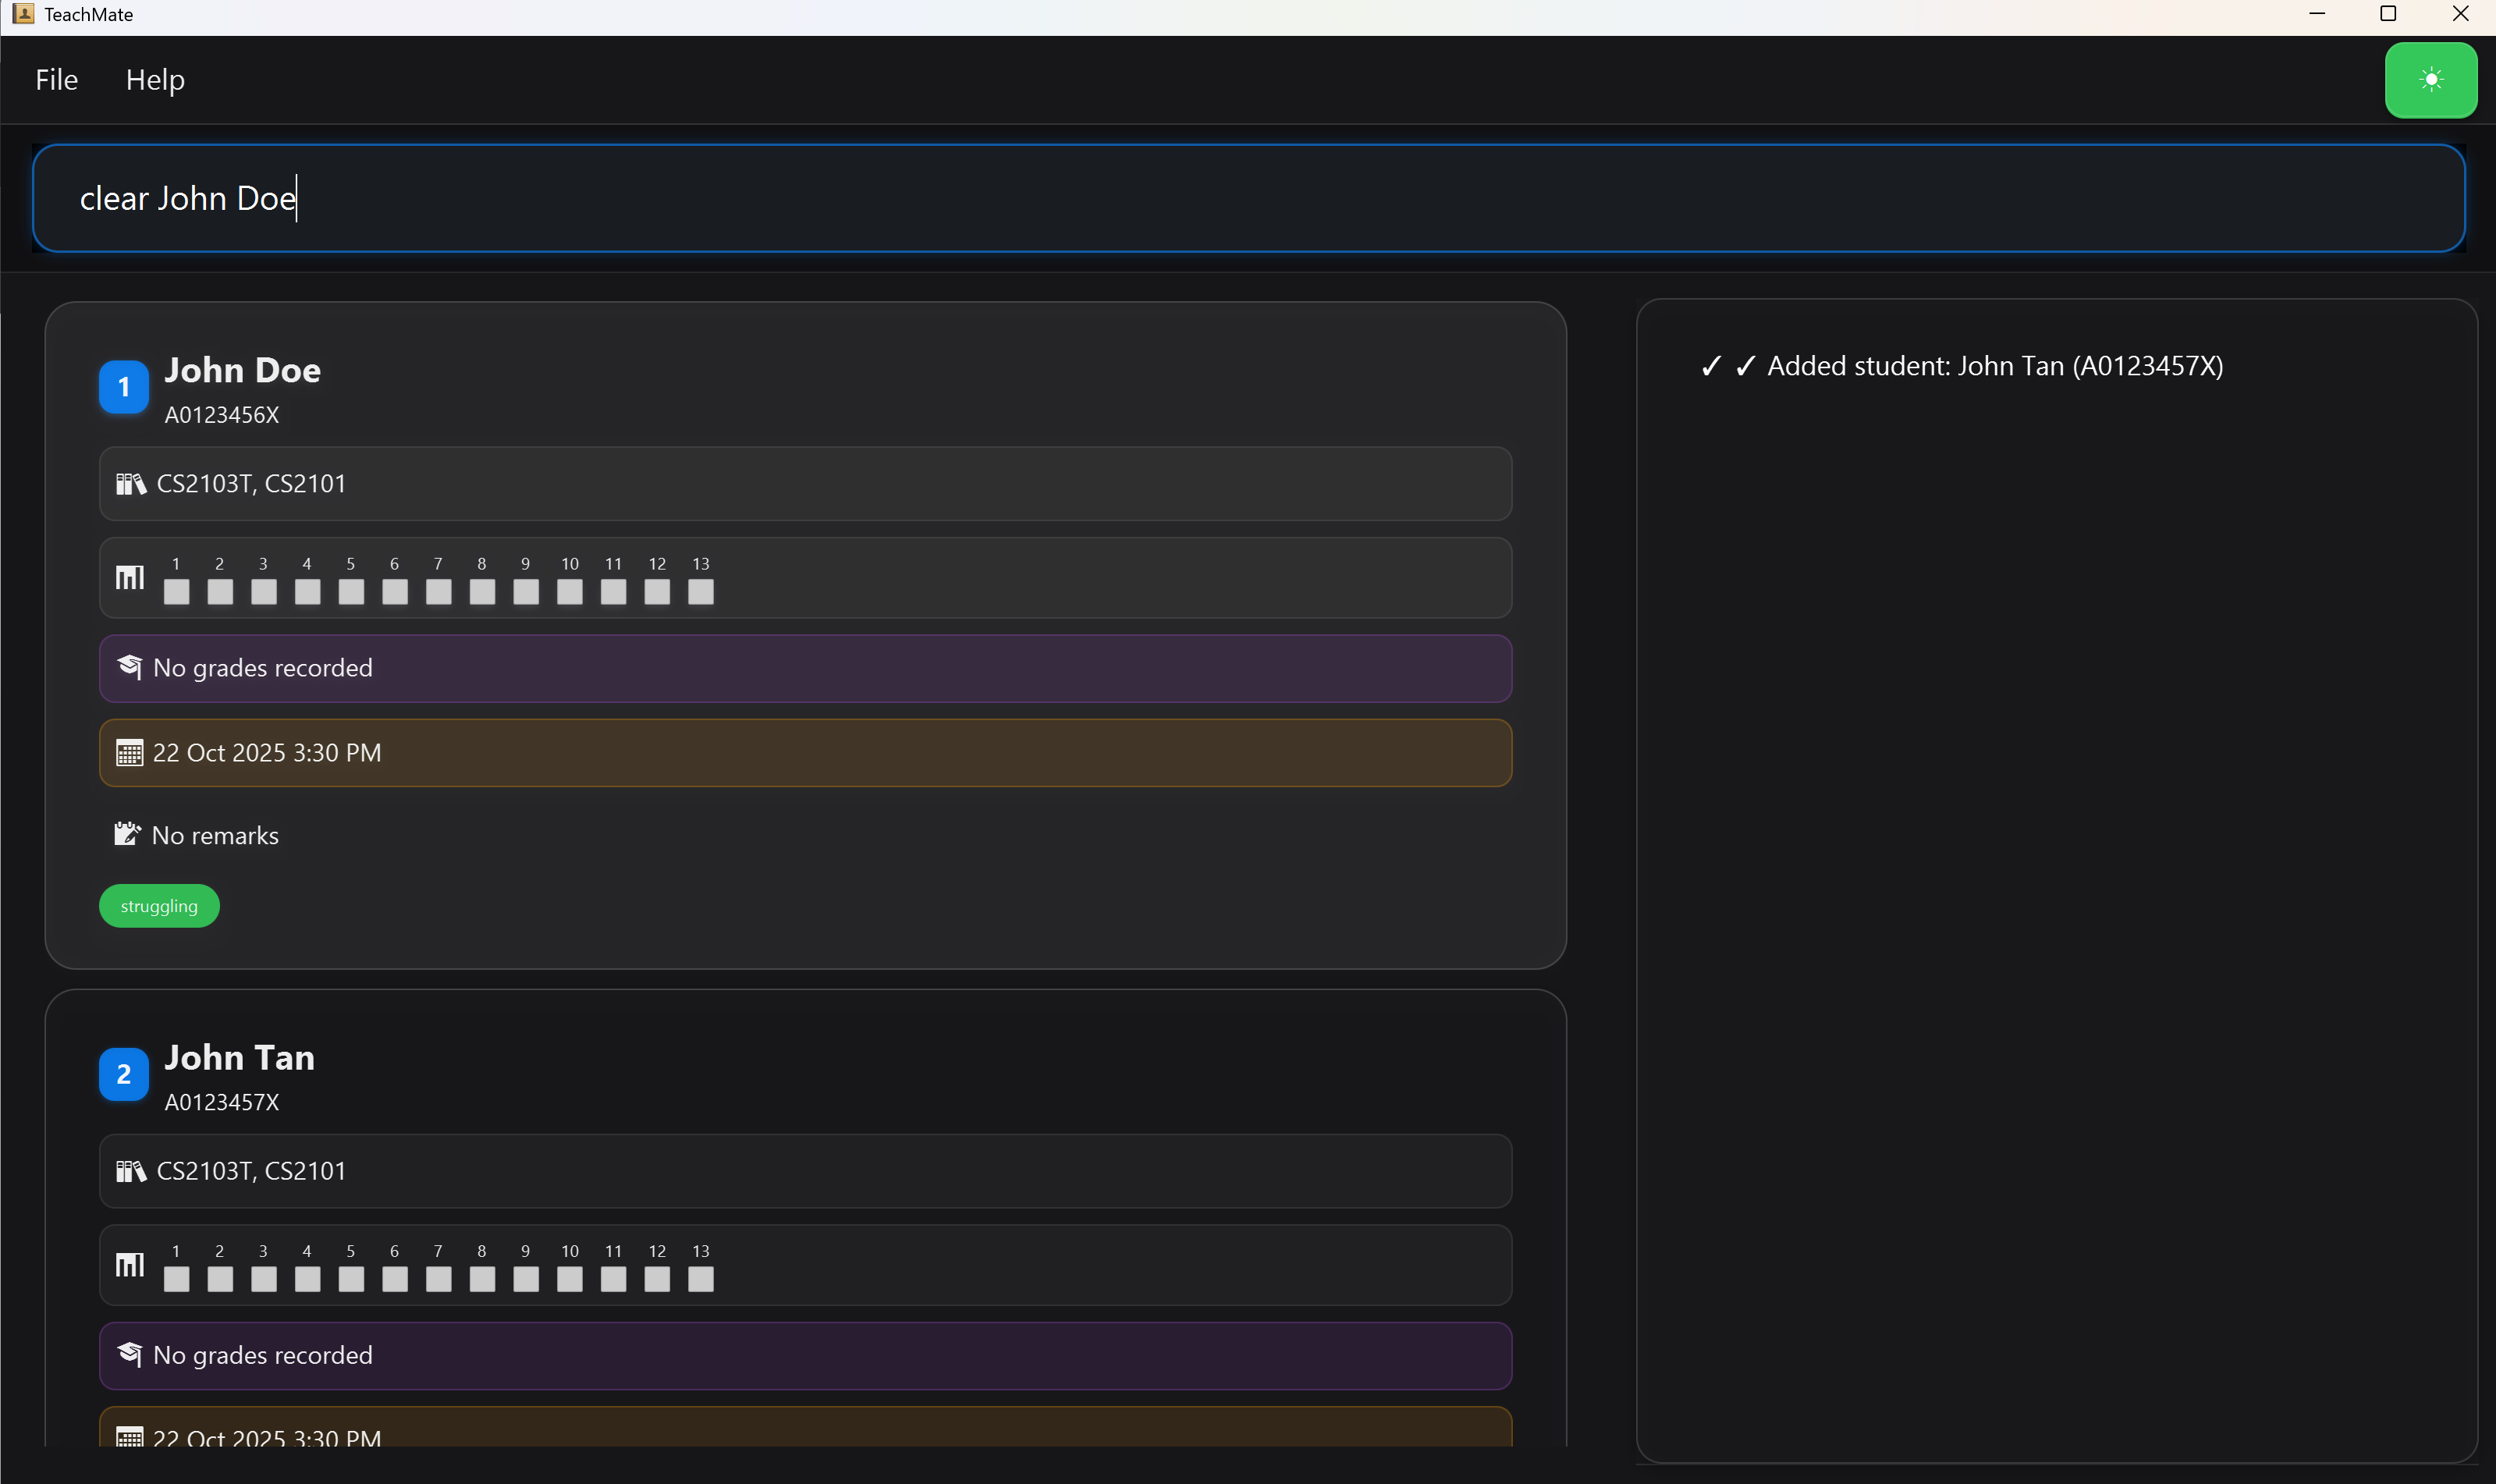 TeachMate
File Help
clear John Doe
1 John Doe
A0123456X
CS2103T, CS2101
1 2 3 4 5 6 7 8 9 10 11 12 13
No grades recorded
22 Oct 2025 3:30 PM
No remarks
struggling
2 John Tan
A0123457X
CS2103T, CS2101
1 2 3 4 5 6 7 8 9 10 11 12 13
No grades recorded
22 Oct 2025 3:30 PM
✓ ✓ Added student: John Tan (A0123457X)